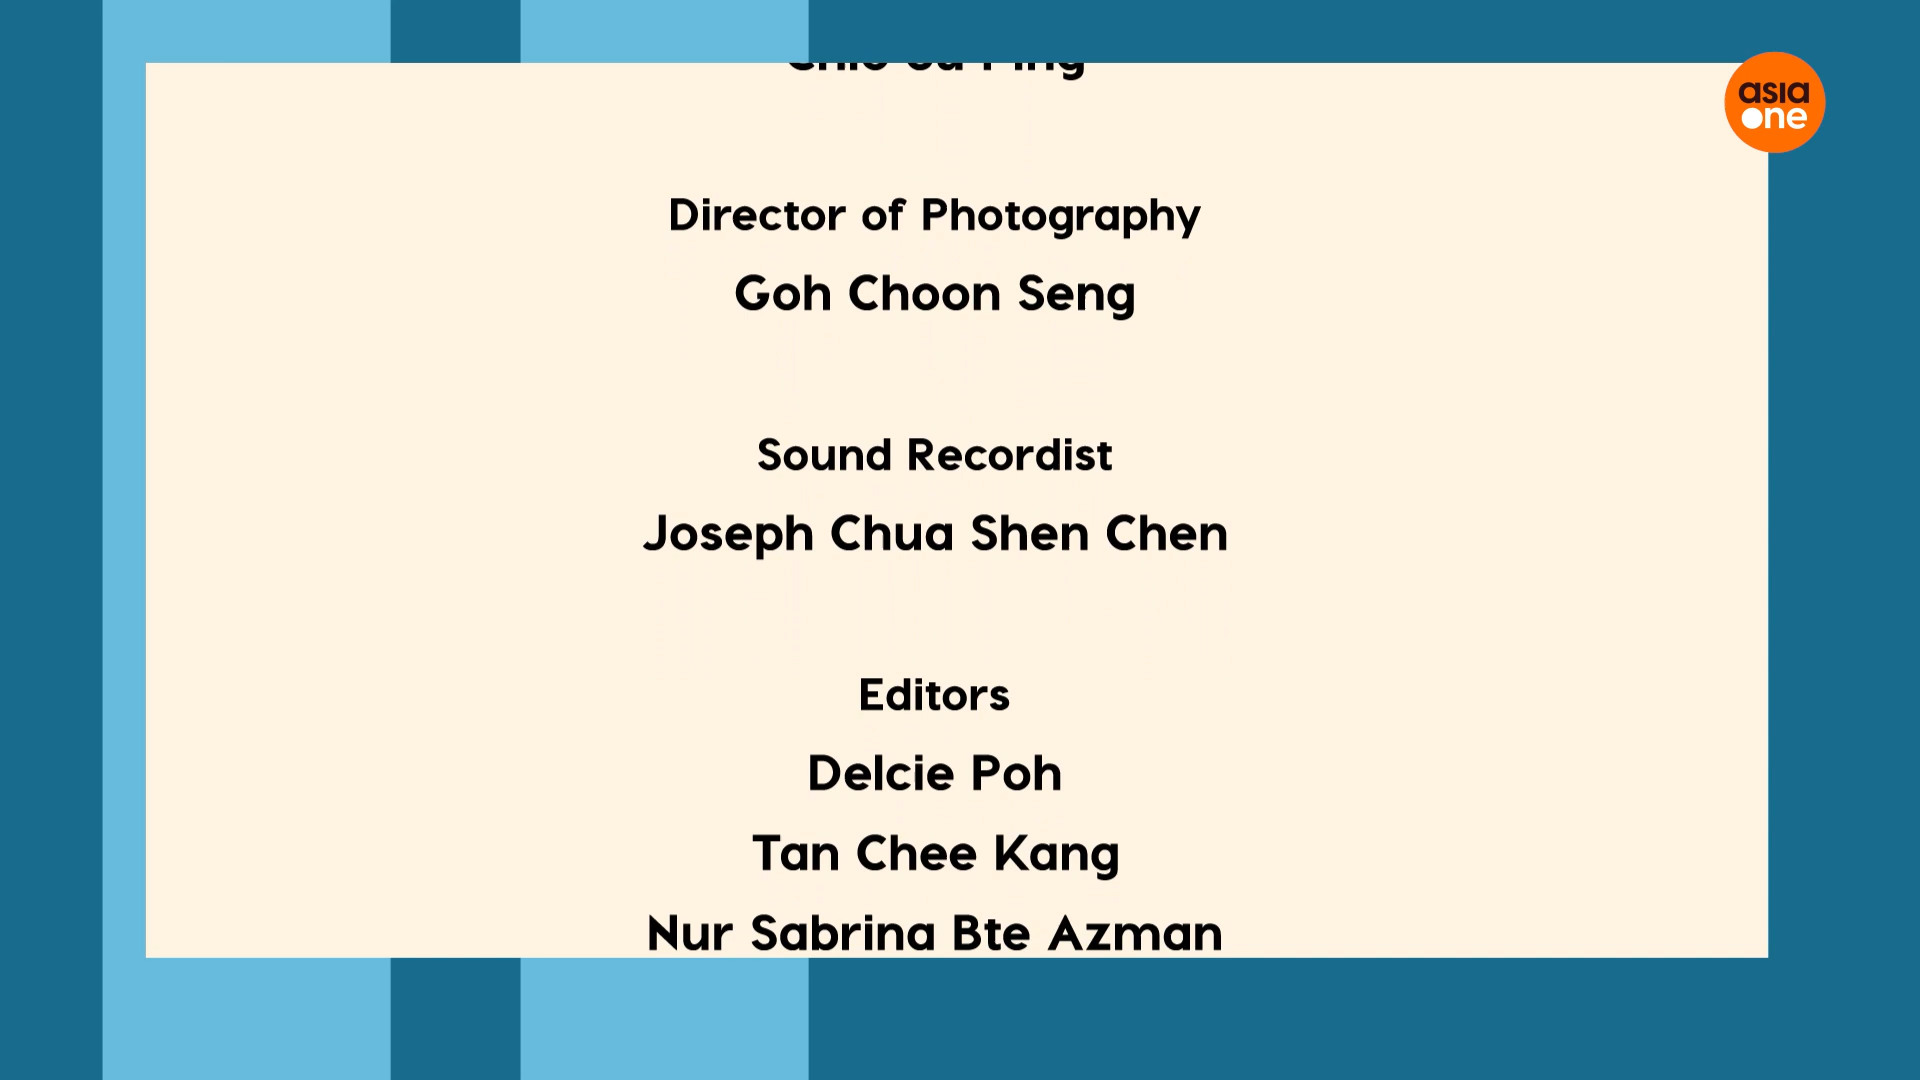 asia
one
Director of Photography
Goh Choon Seng
Sound Recordist
Joseph Chua Shen Chen
Editors
Delcie Poh
Tan Chee Kang
Nur Sabrina Bte Azman